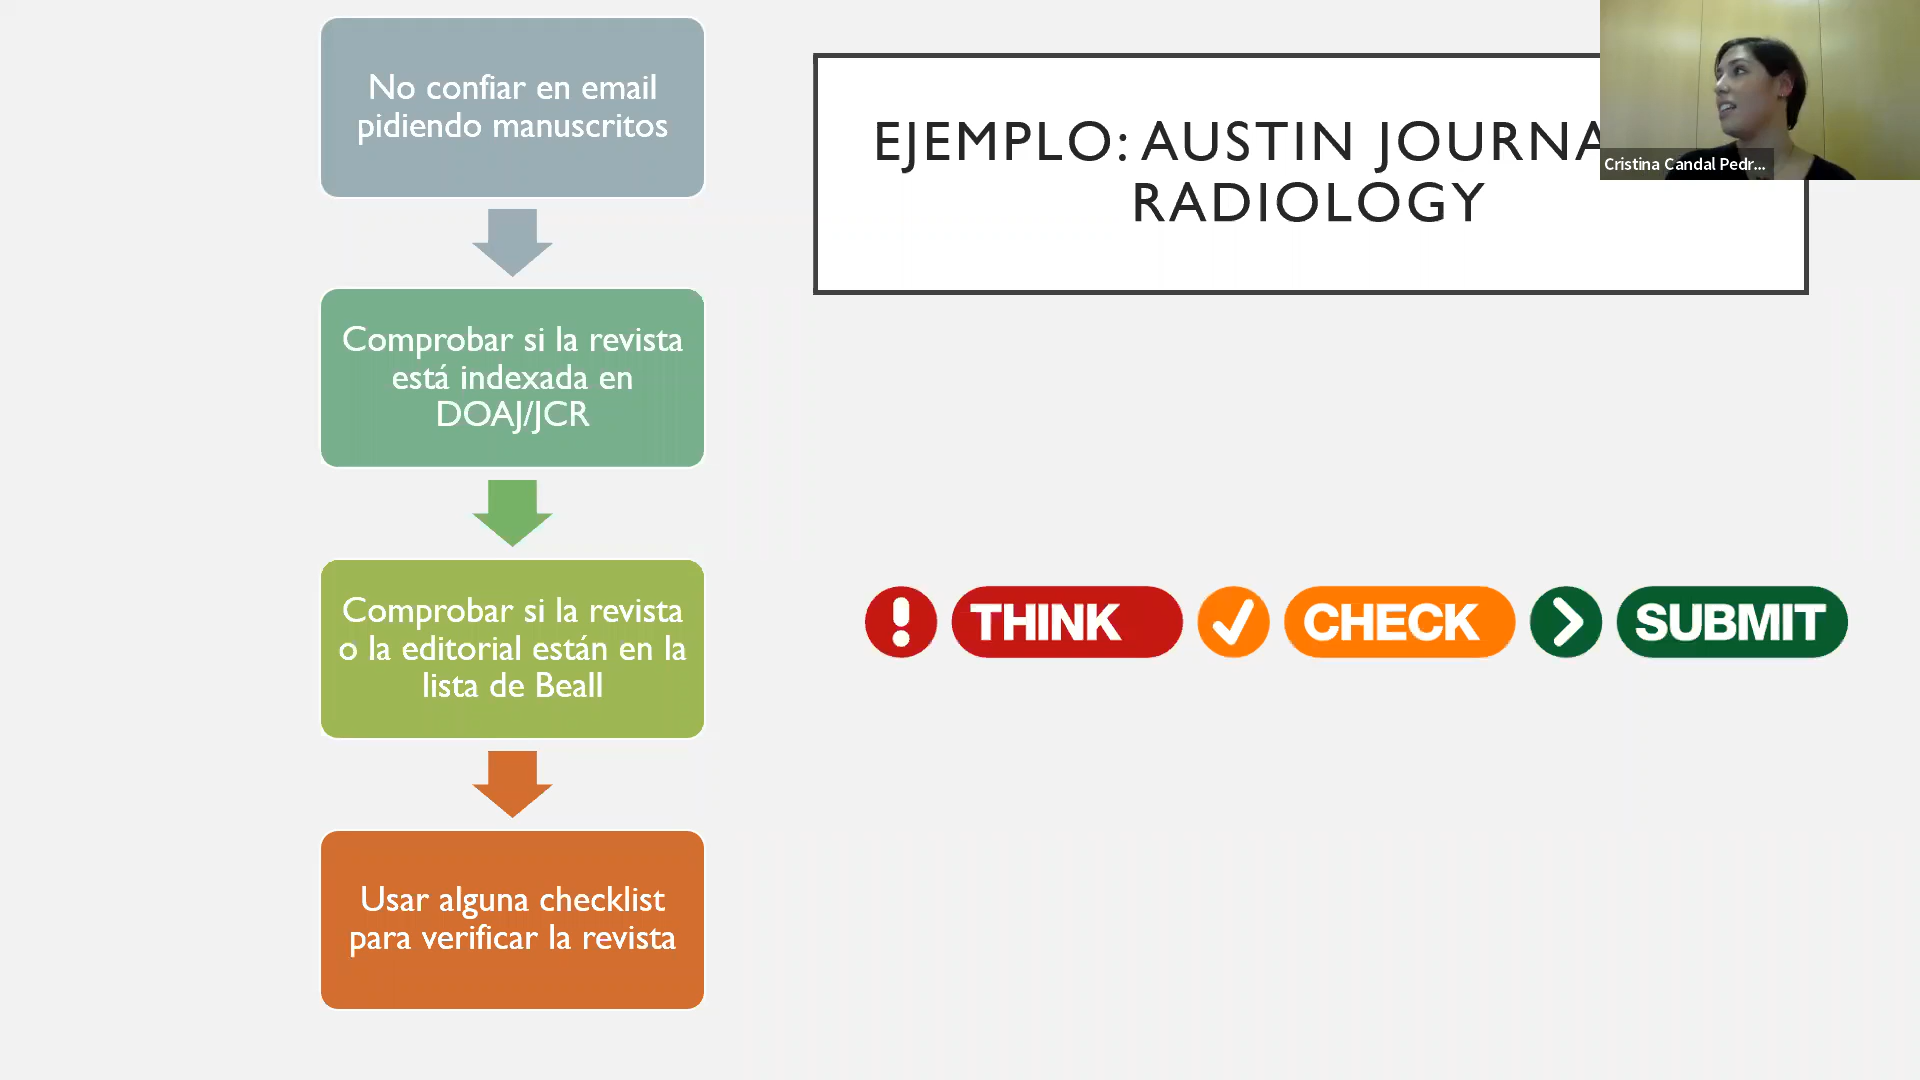 No confiar en email
pidiendo manuscritos
Comprobar si la revista
está indexada en
DOAJ/JCR
Comprobar si la revista
o la editorial están en la
lista de Beall
Usar alguna checklist
para verificar la revista
EJEMPLO: AUSTIN JOURNA
RADIOLOGY
THINK CHECK SUBMIT
Cristina Candal Pedr...